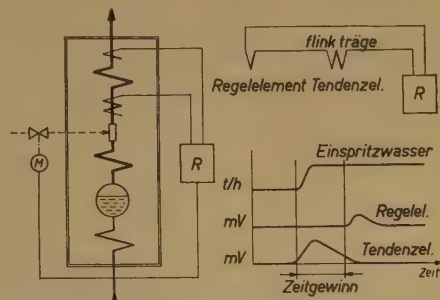 flink träge
Regelelement Tendenzel.
R
R
M
Einspritzwasser
t/h
Regelel.
mV
Tendenzel.
mV
Zeit
Zeitgewinn